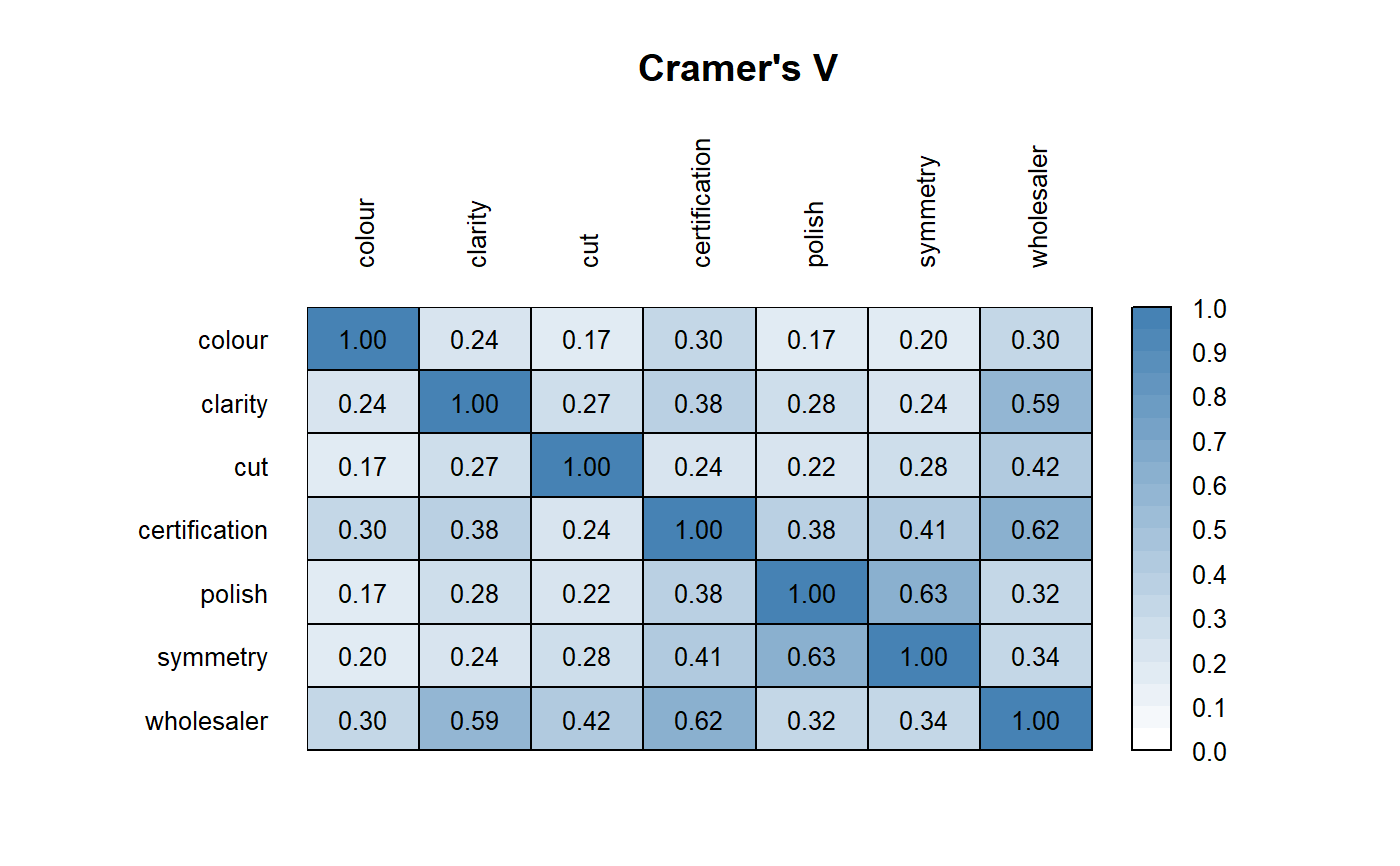 Cramer's V
colour clarity cut certification polish symmetry wholesaler
colour 1.00 0.24 0.17 0.30 0.17 0.20 0.30
clarity 0.24 1.00 0.27 0.38 0.28 0.24 0.59
cut 0.17 0.27 1.00 0.24 0.22 0.28 0.42
certification 0.30 0.38 0.24 1.00 0.38 0.41 0.62
polish 0.17 0.28 0.22 0.38 1.00 0.63 0.32
symmetry 0.20 0.24 0.28 0.41 0.63 1.00 0.34
wholesaler 0.30 0.59 0.42 0.62 0.32 0.34 1.00
1.0
0.9
0.8
0.7
0.6
0.5
0.4
0.3
0.2
0.1
0.0